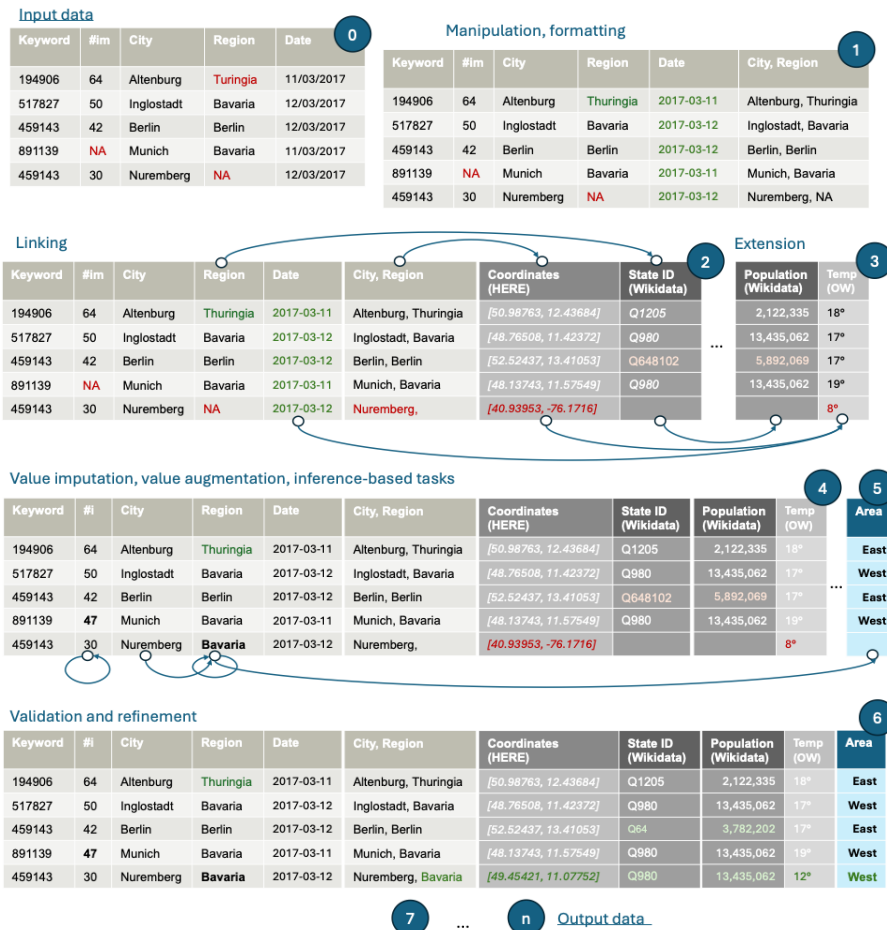 Input data
0
Keyword #im City Region Date
194906 64 Altenburg Turingia 11/03/2017
517827 50 Inglostadt Bavaria 12/03/2017
459143 42 Berlin Berlin 12/03/2017
891139 NA Munich Bavaria 11/03/2017
459143 30 Nuremberg NA 12/03/2017
Manipulation, formatting
1
Keyword #im City Region Date City, Region
194906 64 Altenburg Thuringia 2017-03-11 Altenburg, Thuringia
517827 50 Inglostadt Bavaria 2017-03-12 Inglostadt, Bavaria
459143 42 Berlin Berlin 2017-03-12 Berlin, Berlin
891139 NA Munich Bavaria 2017-03-11 Munich, Bavaria
459143 30 Nuremberg NA 2017-03-12 Nuremberg, NA
Linking
2
Extension
3
Keyword #im City Region Date City, Region Coordinates State ID Population Temp
(HERE) (Wikidata) (Wikidata) (OW)
194906 64 Altenburg Thuringia 2017-03-11 Altenburg, Thuringia [50.98763, 12.43684] Q1205 2,122,335 18°
517827 50 Inglostadt Bavaria 2017-03-12 Inglostadt, Bavaria [48.76508, 11.42372] Q980 13,435,062 17°
...
459143 42 Berlin Berlin 2017-03-12 Berlin, Berlin [52.52437, 13.41053] Q648102 5,892,069 17°
891139 NA Munich Bavaria 2017-03-11 Munich, Bavaria [48.13743, 11.57549] Q980 13,435,062 19°
459143 30 Nuremberg NA 2017-03-12 Nuremberg, [40.93953, -76.1716] 8°
Value imputation, value augmentation, inference-based tasks
4
5
Keyword #i City Region Date City, Region Coordinates State ID Population Temp Area
(HERE) (Wikidata) (Wikidata) (OW)
194906 64 Altenburg Thuringia 2017-03-11 Altenburg, Thuringia [50.98763, 12.43684] Q1205 2,122,335 18° East
517827 50 Inglostadt Bavaria 2017-03-12 Inglostadt, Bavaria [48.76508, 11.42372] Q980 13,435,062 17° West
...
459143 42 Berlin Berlin 2017-03-12 Berlin, Berlin [52.52437, 13.41053] Q648102 5,892,069 17° East
891139 47 Munich Bavaria 2017-03-11 Munich, Bavaria [48.13743, 11.57549] Q980 13,435,062 19° West
459143 30 Nuremberg Bavaria 2017-03-12 Nuremberg, [40.93953, -76.1716] 8°
Validation and refinement
6
Keyword #i City Region Date City, Region Coordinates State ID Population Temp Area
(HERE) (Wikidata) (Wikidata) (OW)
194906 64 Altenburg Thuringia 2017-03-11 Altenburg, Thuringia [50.98763, 12.43684] Q1205 2,122,335 18° East
517827 50 Inglostadt Bavaria 2017-03-12 Inglostadt, Bavaria [48.76508, 11.42372] Q980 13,435,062 17° West
459143 42 Berlin Berlin 2017-03-12 Berlin, Berlin [52.52437, 13.41053] Q64 3,782,202 17° East
891139 47 Munich Bavaria 2017-03-11 Munich, Bavaria [48.13743, 11.57549] Q980 13,435,062 19° West
459143 30 Nuremberg Bavaria 2017-03-12 Nuremberg, Bavaria [49.45421, 11.07752] Q980 13,435,062 12° West
7 ... n Output data